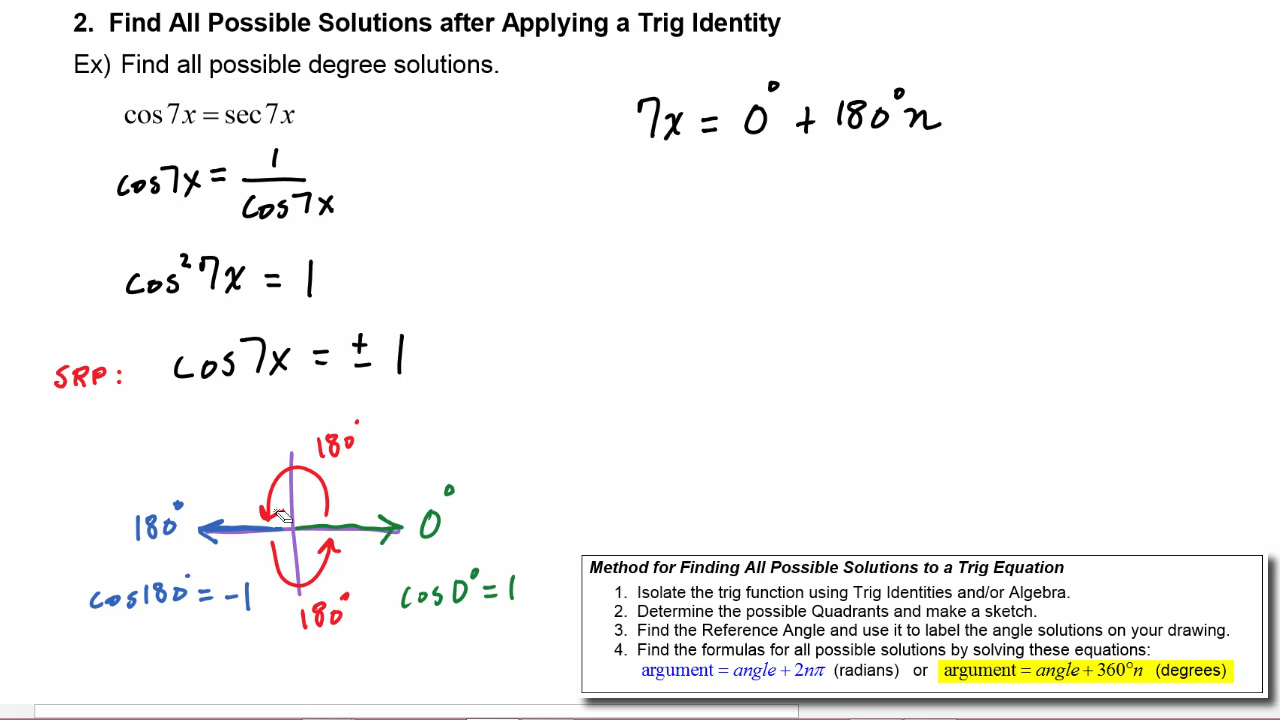 2. Find All Possible Solutions after Applying a Trig Identity
Ex) Find all possible degree solutions.
cos 7x = sec 7x
cos7x = 1/cos7x
cos²7x = 1
SRP: cos7x = ± 1
7x = 0° + 180°n
180°
180°
0°
cos180° = -1
cos0° = 1
180°
Method for Finding All Possible Solutions to a Trig Equation
1. Isolate the trig function using Trig Identities and/or Algebra.
2. Determine the possible Quadrants and make a sketch.
3. Find the Reference Angle and use it to label the angle solutions on your drawing.
4. Find the formulas for all possible solutions by solving these equations:
argument = angle + 2nπ (radians) or argument = angle + 360°n (degrees)